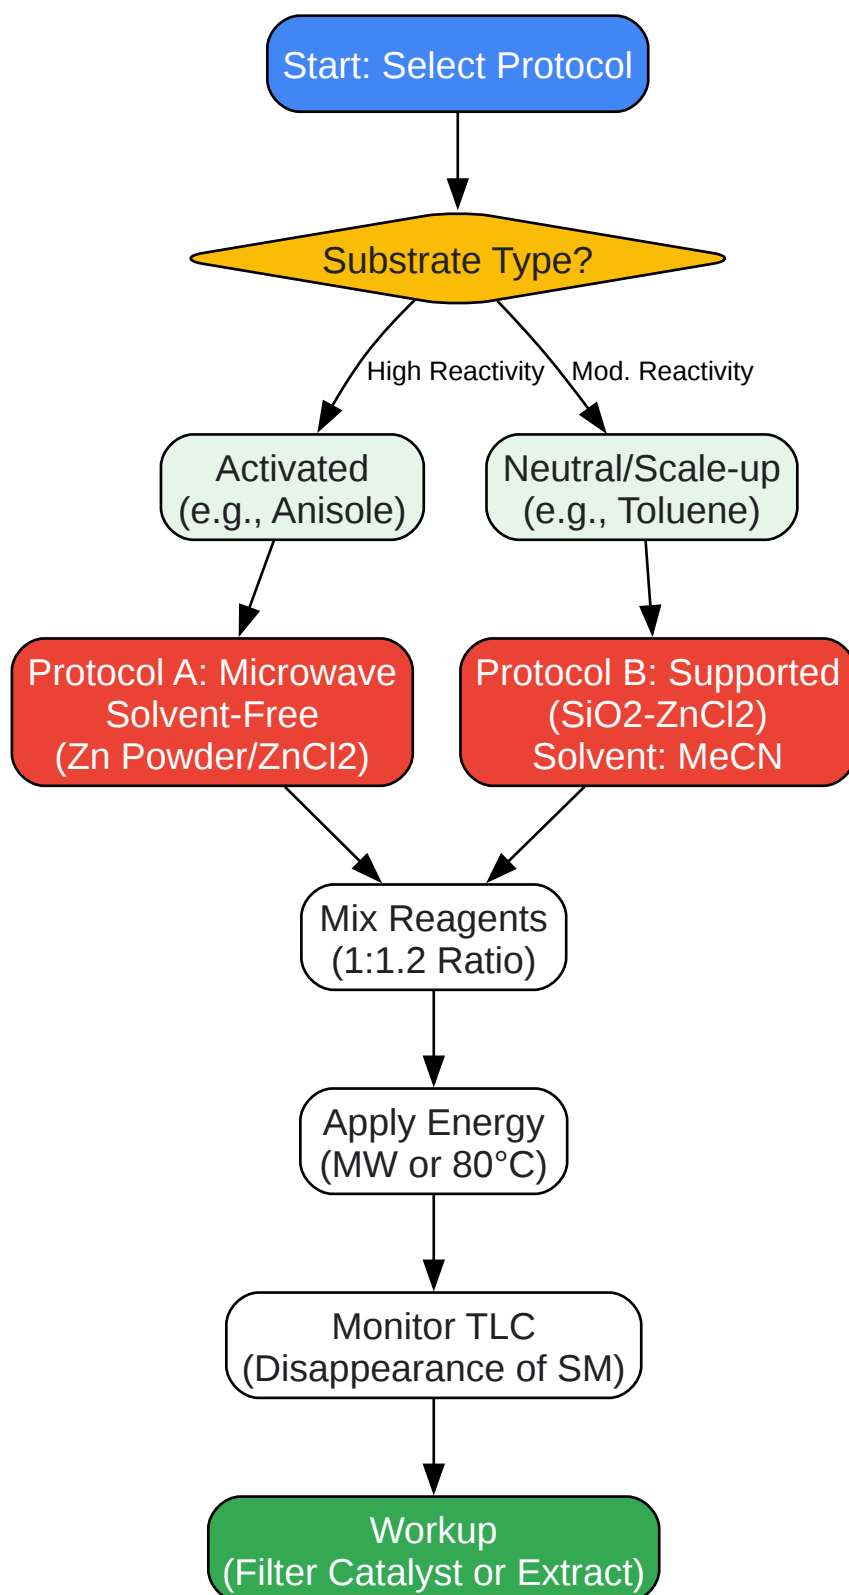 Start: Select Protocol
Substrate Type?
High Reactivity
Mod. Reactivity
Activated
(e.g., Anisole)
Neutral/Scale-up
(e.g., Toluene)
Protocol A: Microwave
Solvent-Free
(Zn Powder/ZnCl2)
Protocol B: Supported
(SiO2-ZnCl2)
Solvent: MeCN
Mix Reagents
(1:1.2 Ratio)
Apply Energy
(MW or 80°C)
Monitor TLC
(Disappearance of SM)
Workup
(Filter Catalyst or Extract)